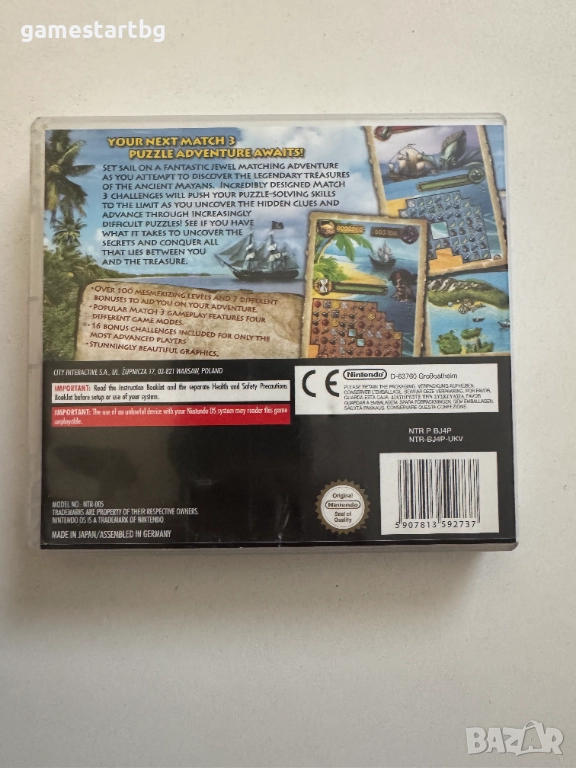 gamestartbg
YOUR NEXT MATCH 3
PUZZLE ADVENTURE AWAITS!
SET SAIL ON A FANTASTIC JEWEL MATCHING ADVENTURE
AS YOU ATTEMPT TO DISCOVER THE LEGENDARY TREASURES
OF THE ANCIENT MAYANS. INCREDIBLY DESIGNED MATCH
3 CHALLENGES WILL PUSH YOUR PUZZLE-SOLVING SKILLS
TO THE LIMIT AS YOU UNCOVER THE HIDDEN CLUES AND
ADVANCE THROUGH INCREASINGLY
DIFFICULT PUZZLES! SEE IF YOU HAVE
WHAT IT TAKES TO UNCOVER THE
SECRETS AND CONQUER ALL
THAT LIES BETWEEN YOU
AND THE TREASURE.
• OVER 100 MESMERIZING LEVELS AND 7 DIFFERENT
BONUSES TO AID YOU ON YOUR ADVENTURE.
• POPULAR MATCH 3 GAMEPLAY FEATURES FOUR
DIFFERENT GAME MODES.
• 16 BONUS CHALLENGES INCLUDED FOR ONLY THE
MOST ADVANCED PLAYERS
• STUNNINGLY BEAUTIFUL GRAPHICS.
CITY INTERACTIVE S.A., UL. ŁUPNICZA 17, 03-821 WARSAW, POLAND
IMPORTANT: Read the Instruction Booklet and the separate Health and Safety Precautions
Booklet before setup or use of your system.
IMPORTANT: The use of an unlawful device with your Nintendo DS system may render this game
unplayable.
CE
Nintendo
D-63760 Großostheim
PLEASE RETAIN THIS PACKAGING. VERPACKUNG AUFHEBEN.
NTR P BJ4P
NTR-BJ4P-UKV
Original
Nintendo
Seal of
Quality
5 907813 592737
MODEL NO.: NTR-005
TRADEMARKS ARE PROPERTY OF THEIR RESPECTIVE OWNERS.
NINTENDO DS IS A TRADEMARK OF NINTENDO
MADE IN JAPAN/ASSEMBLED IN GERMANY
BAZAR